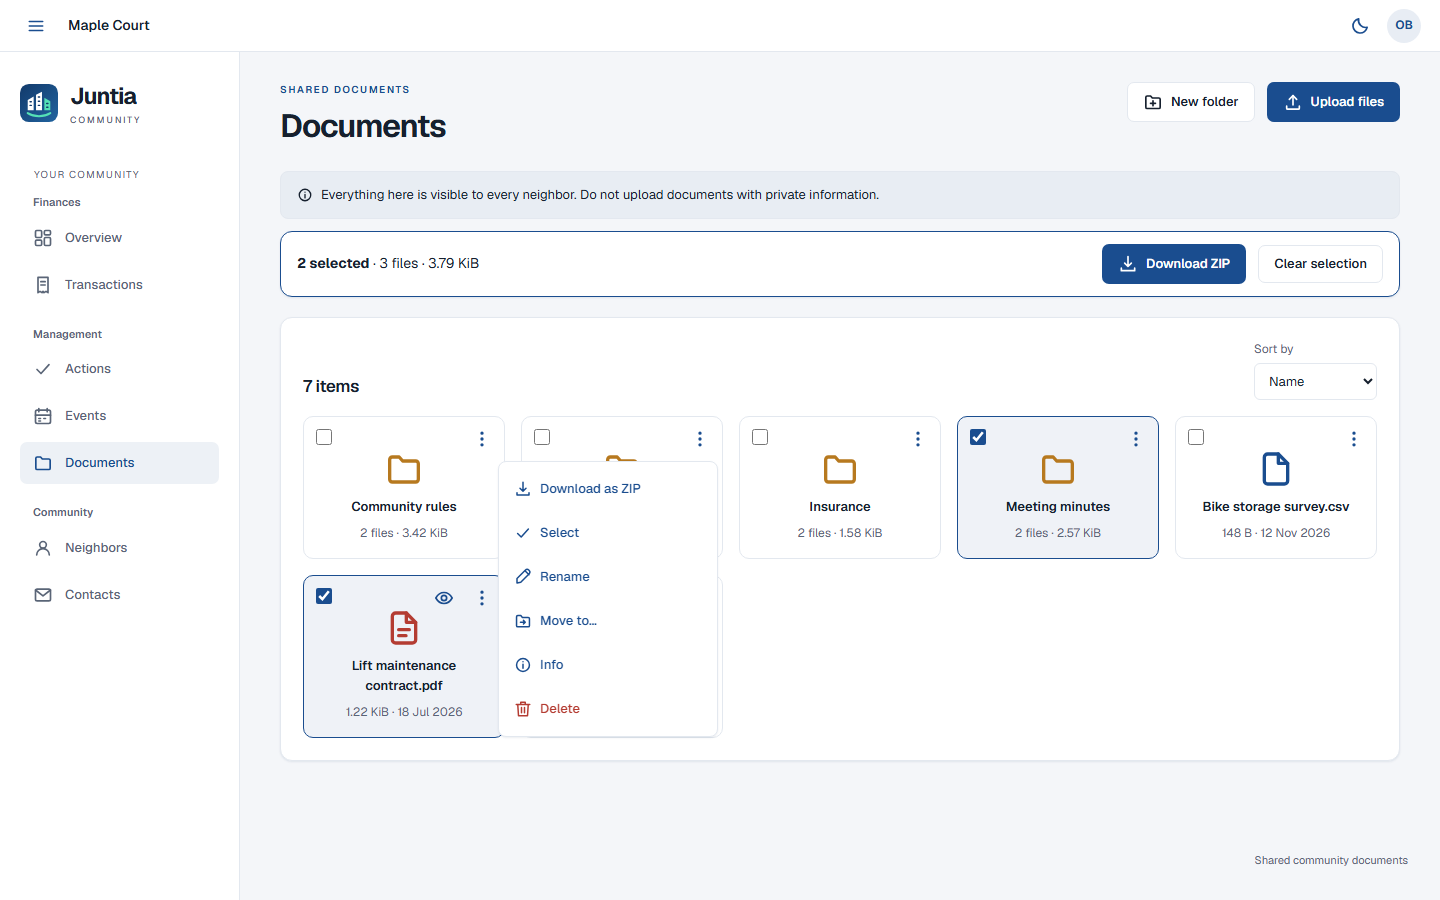 Maple Court
OB
Juntia
COMMUNITY
YOUR COMMUNITY
Finances
Overview
Transactions
Management
Actions
Events
Documents
Community
Neighbors
Contacts
SHARED DOCUMENTS
Documents
New folder
Upload files
Everything here is visible to every neighbor. Do not upload documents with private information.
2 selected · 3 files · 3.79 KiB
Download ZIP
Clear selection
7 items
Sort by
Name
Community rules
2 files · 3.42 KiB
Insurance
2 files · 1.58 KiB
Meeting minutes
2 files · 2.57 KiB
Bike storage survey.csv
148 B · 12 Nov 2026
Lift maintenance
contract.pdf
1.22 KiB · 18 Jul 2026
Download as ZIP
Select
Rename
Move to...
Info
Delete
Shared community documents